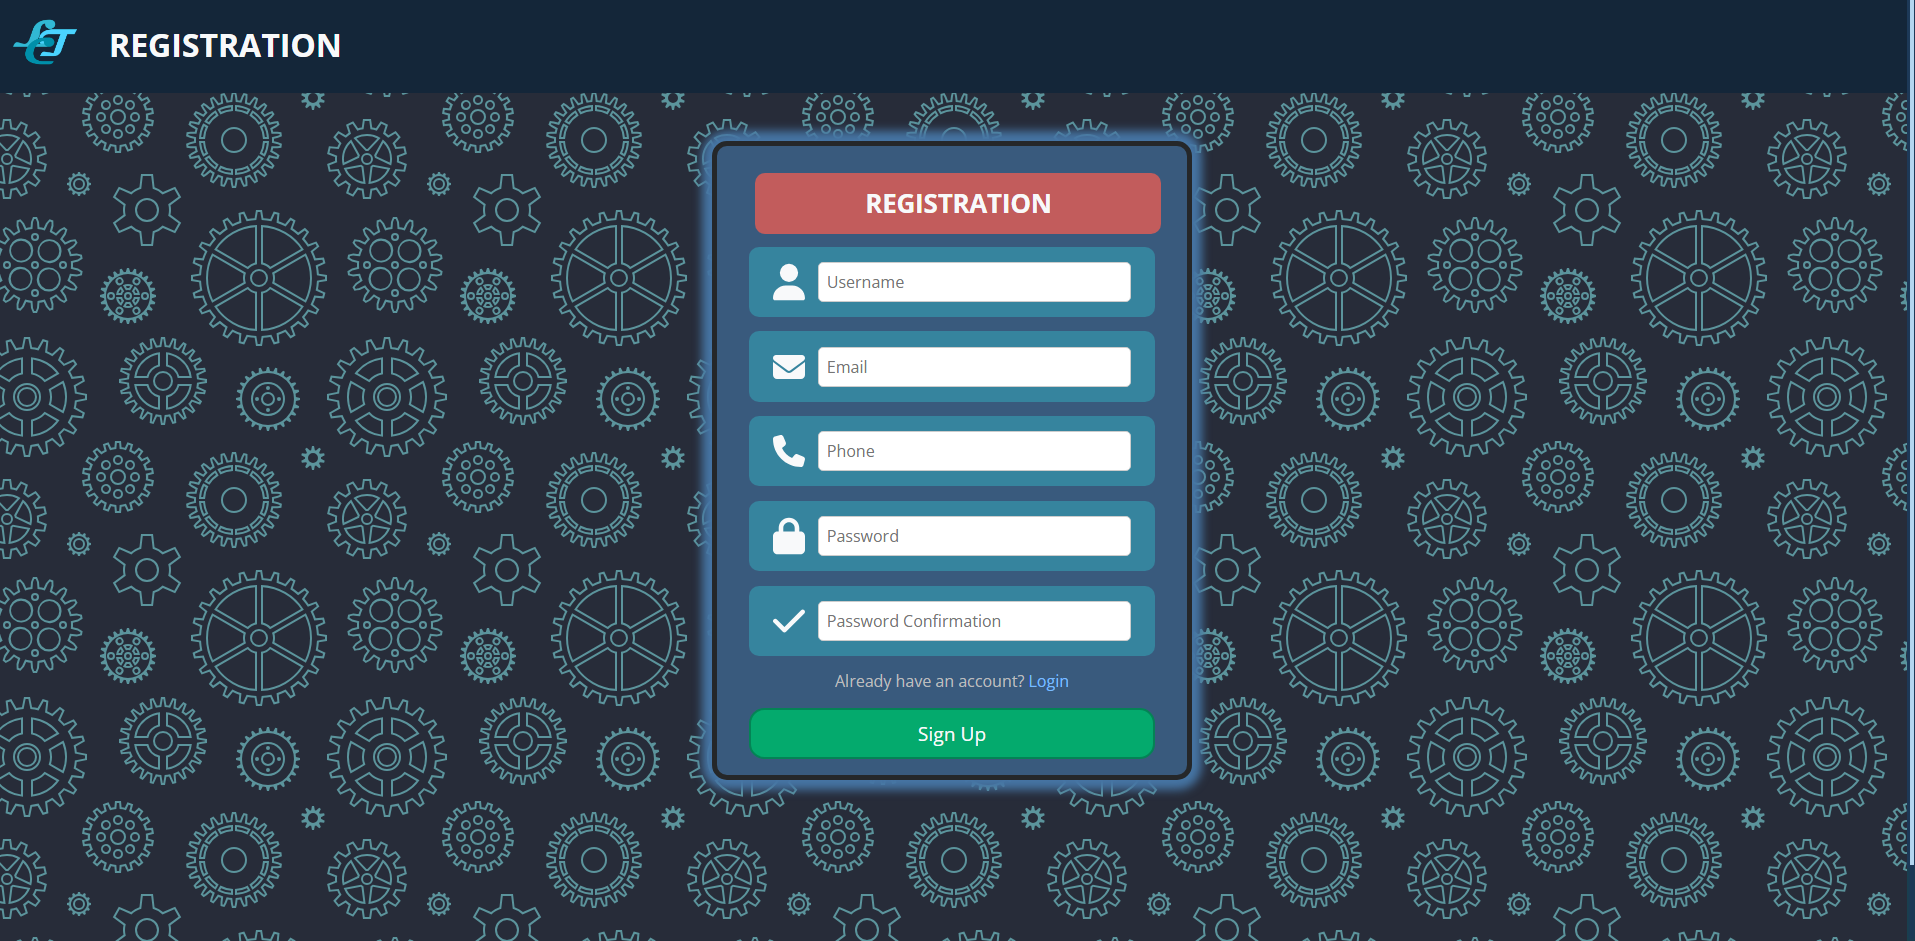 REGISTRATION
REGISTRATION
Username
Email
Phone
Password
Password Confirmation
Already have an account? Login
Sign Up